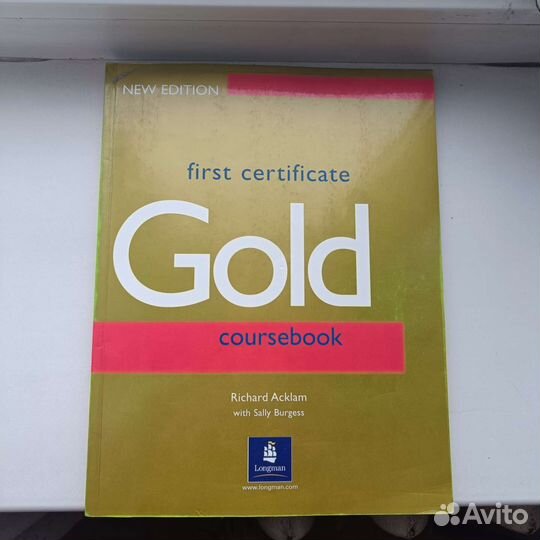 NEW EDITION
first certificate
Gold
coursebook
Richard Acklam
with Sally Burgess
Longman
www.longman.com
Avito